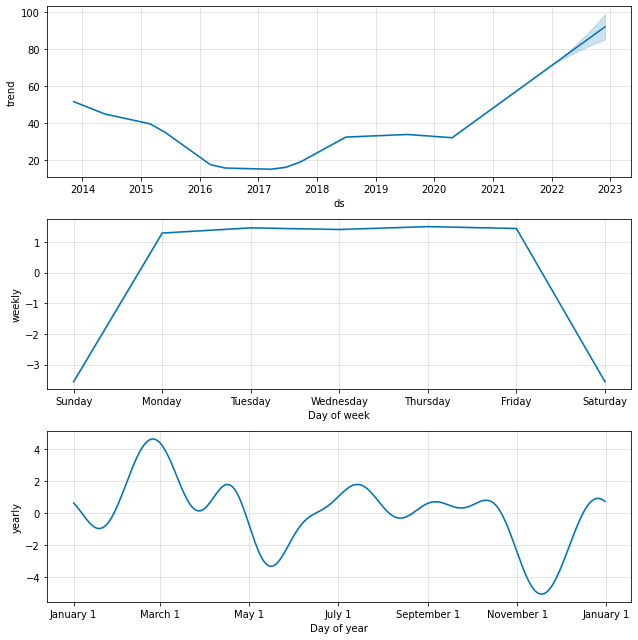 100
80
60
40
20
trend
2014 2015 2016 2017 2018 2019 2020 2021 2022 2023
ds
1
0
−1
−2
−3
weekly
Sunday Monday Tuesday Wednesday Thursday Friday Saturday
Day of week
4
2
0
−2
−4
yearly
January 1 March 1 May 1 July 1 September 1 November 1 January 1
Day of year